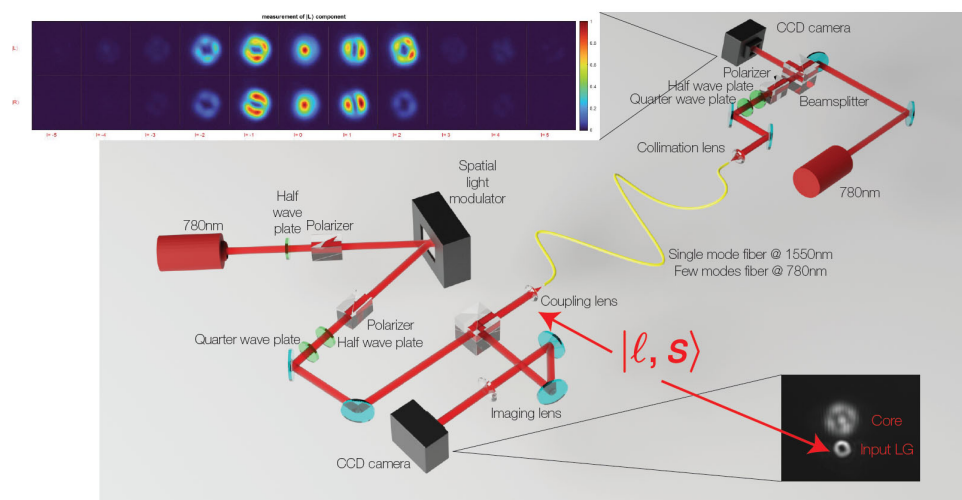 measurement of |L⟩ component
|L⟩
|R⟩
1
0.8
0.6
0.4
0.2
0
l=-5 l=-4 l=-3 l=-2 l=-1 l=0 l=1 l=2 l=3 l=4 l=5
CCD camera
Polarizer
Half wave plate
Quarter wave plate
Beamsplitter
Collimation lens
780nm
Spatial
light
modulator
780nm
Half
wave
plate
Polarizer
Single mode fiber @ 1550nm
Few modes fiber @ 780nm
Coupling lens
Polarizer
Half wave plate
Quarter wave plate
|ℓ, s⟩
Imaging lens
CCD camera
Core
Input LG